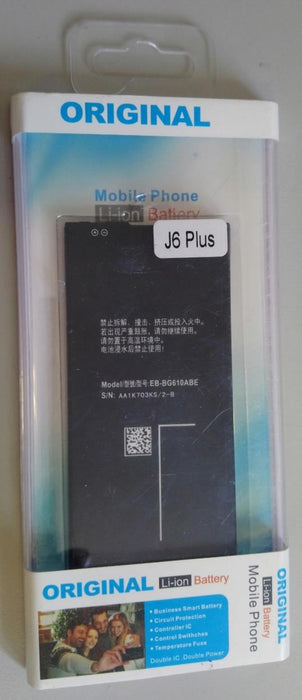 ORIGINAL
Mobile Phone
Li-ion Battery
J6 Plus
禁止拆解、撞击、挤压或投入火中。
若出现严重鼓胀，请勿继续使用。
请勿置于高温环境中。
电池浸水后禁止使用！
Model/型號/型号: EB-BG610ABE
S/N: AA1K703KS/2-B
ORIGINAL Li-ion Battery
• Business Smart Battery
• Circuit Protection
• Controller IC
• Control Swithches
• Temperature Fuse
Double IC. Double Power
ORIGINAL
Li-ion Battery
Mobile Phone